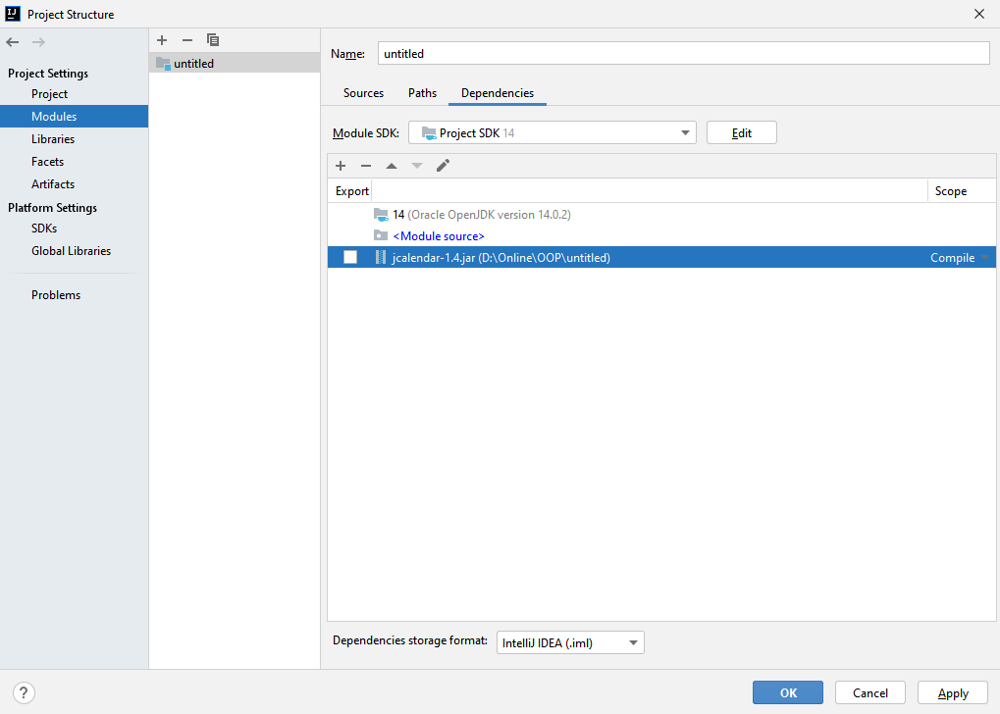 Project Structure
Project Settings
Project
Modules
Libraries
Facets
Artifacts
Platform Settings
SDKs
Global Libraries
Problems
untitled
Name: untitled
Sources Paths Dependencies
Module SDK: Project SDK 14 Edit
Export Scope
14 (Oracle OpenJDK version 14.0.2)
<Module source>
jcalendar-1.4.jar (D:\Online\OOP\untitled) Compile
Dependencies storage format: IntelliJ IDEA (.iml)
? OK Cancel Apply